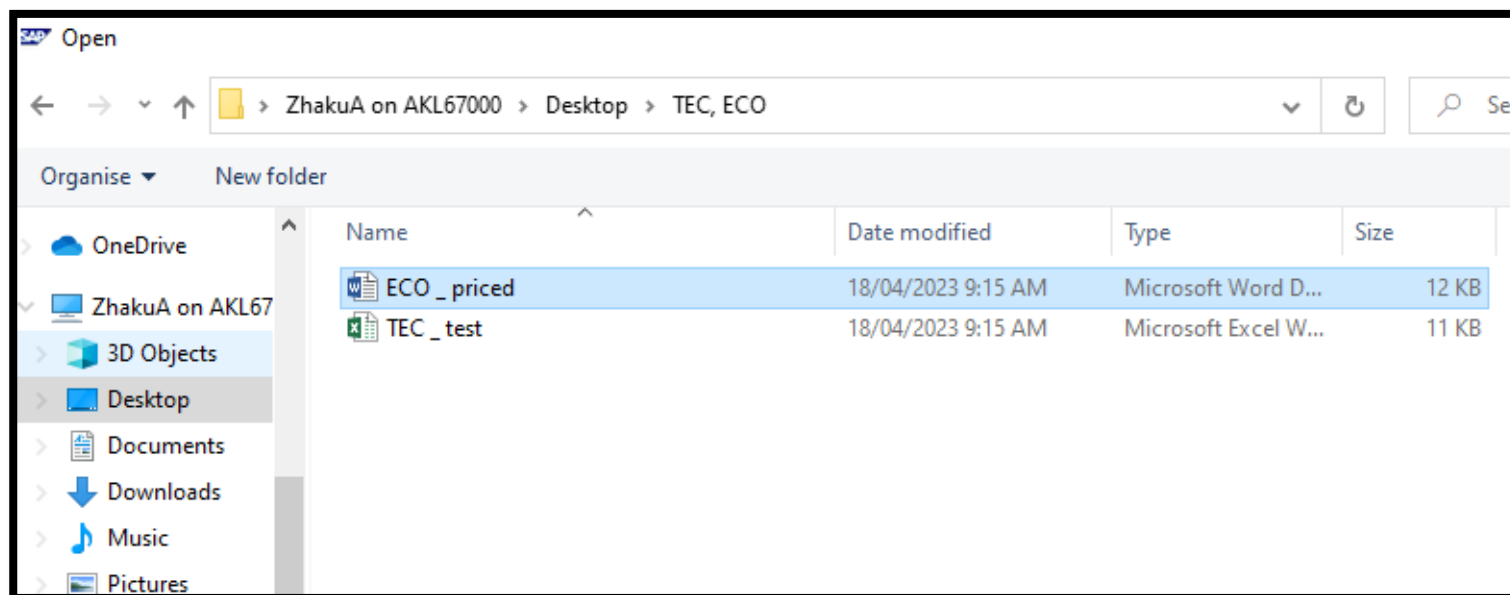 SAP Open
ZhakuA on AKL67000 > Desktop > TEC, ECO Se
Organise New folder
Name Date modified Type Size
OneDrive
ECO _ priced 18/04/2023 9:15 AM Microsoft Word D... 12 KB
ZhakuA on AKL67
TEC _ test 18/04/2023 9:15 AM Microsoft Excel W... 11 KB
3D Objects
Desktop
Documents
Downloads
Music
Pictures